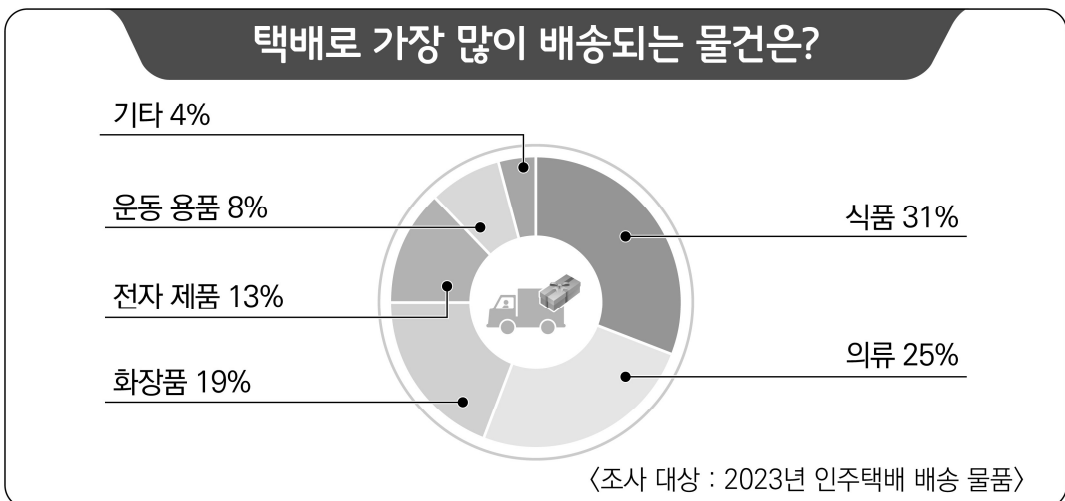 택배로 가장 많이 배송되는 물건은?
기타 4%
운동 용품 8%
전자 제품 13%
화장품 19%
식품 31%
의류 25%
〈조사 대상 : 2023년 인주택배 배송 물품〉